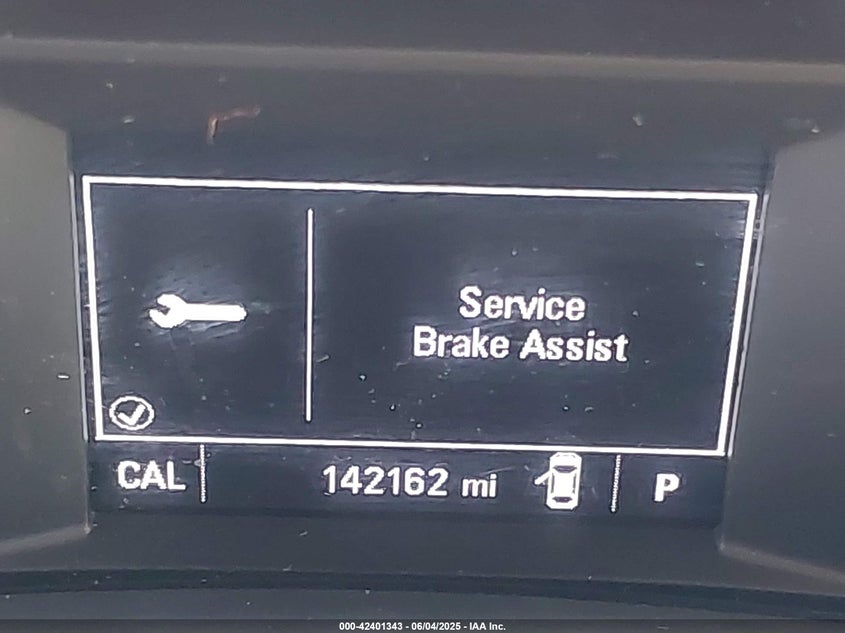 Service
Brake Assist
CAL 142162 mi P
000-42401343 - 06/04/2025 - IAA Inc.